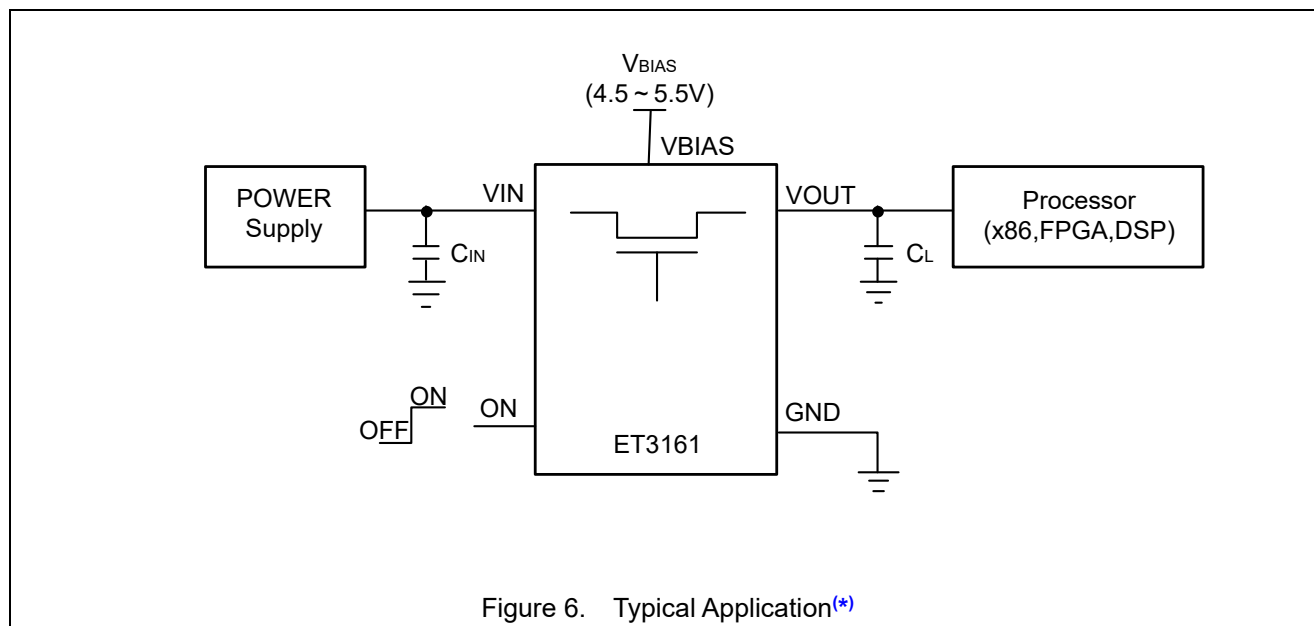 VBIAS
(4.5 ~ 5.5V)
VBIAS
POWER
Supply
VIN
CIN
VOUT
CL
Processor
(x86,FPGA,DSP)
ON
OFF
ON
GND
ET3161
Figure 6. Typical Application(*)